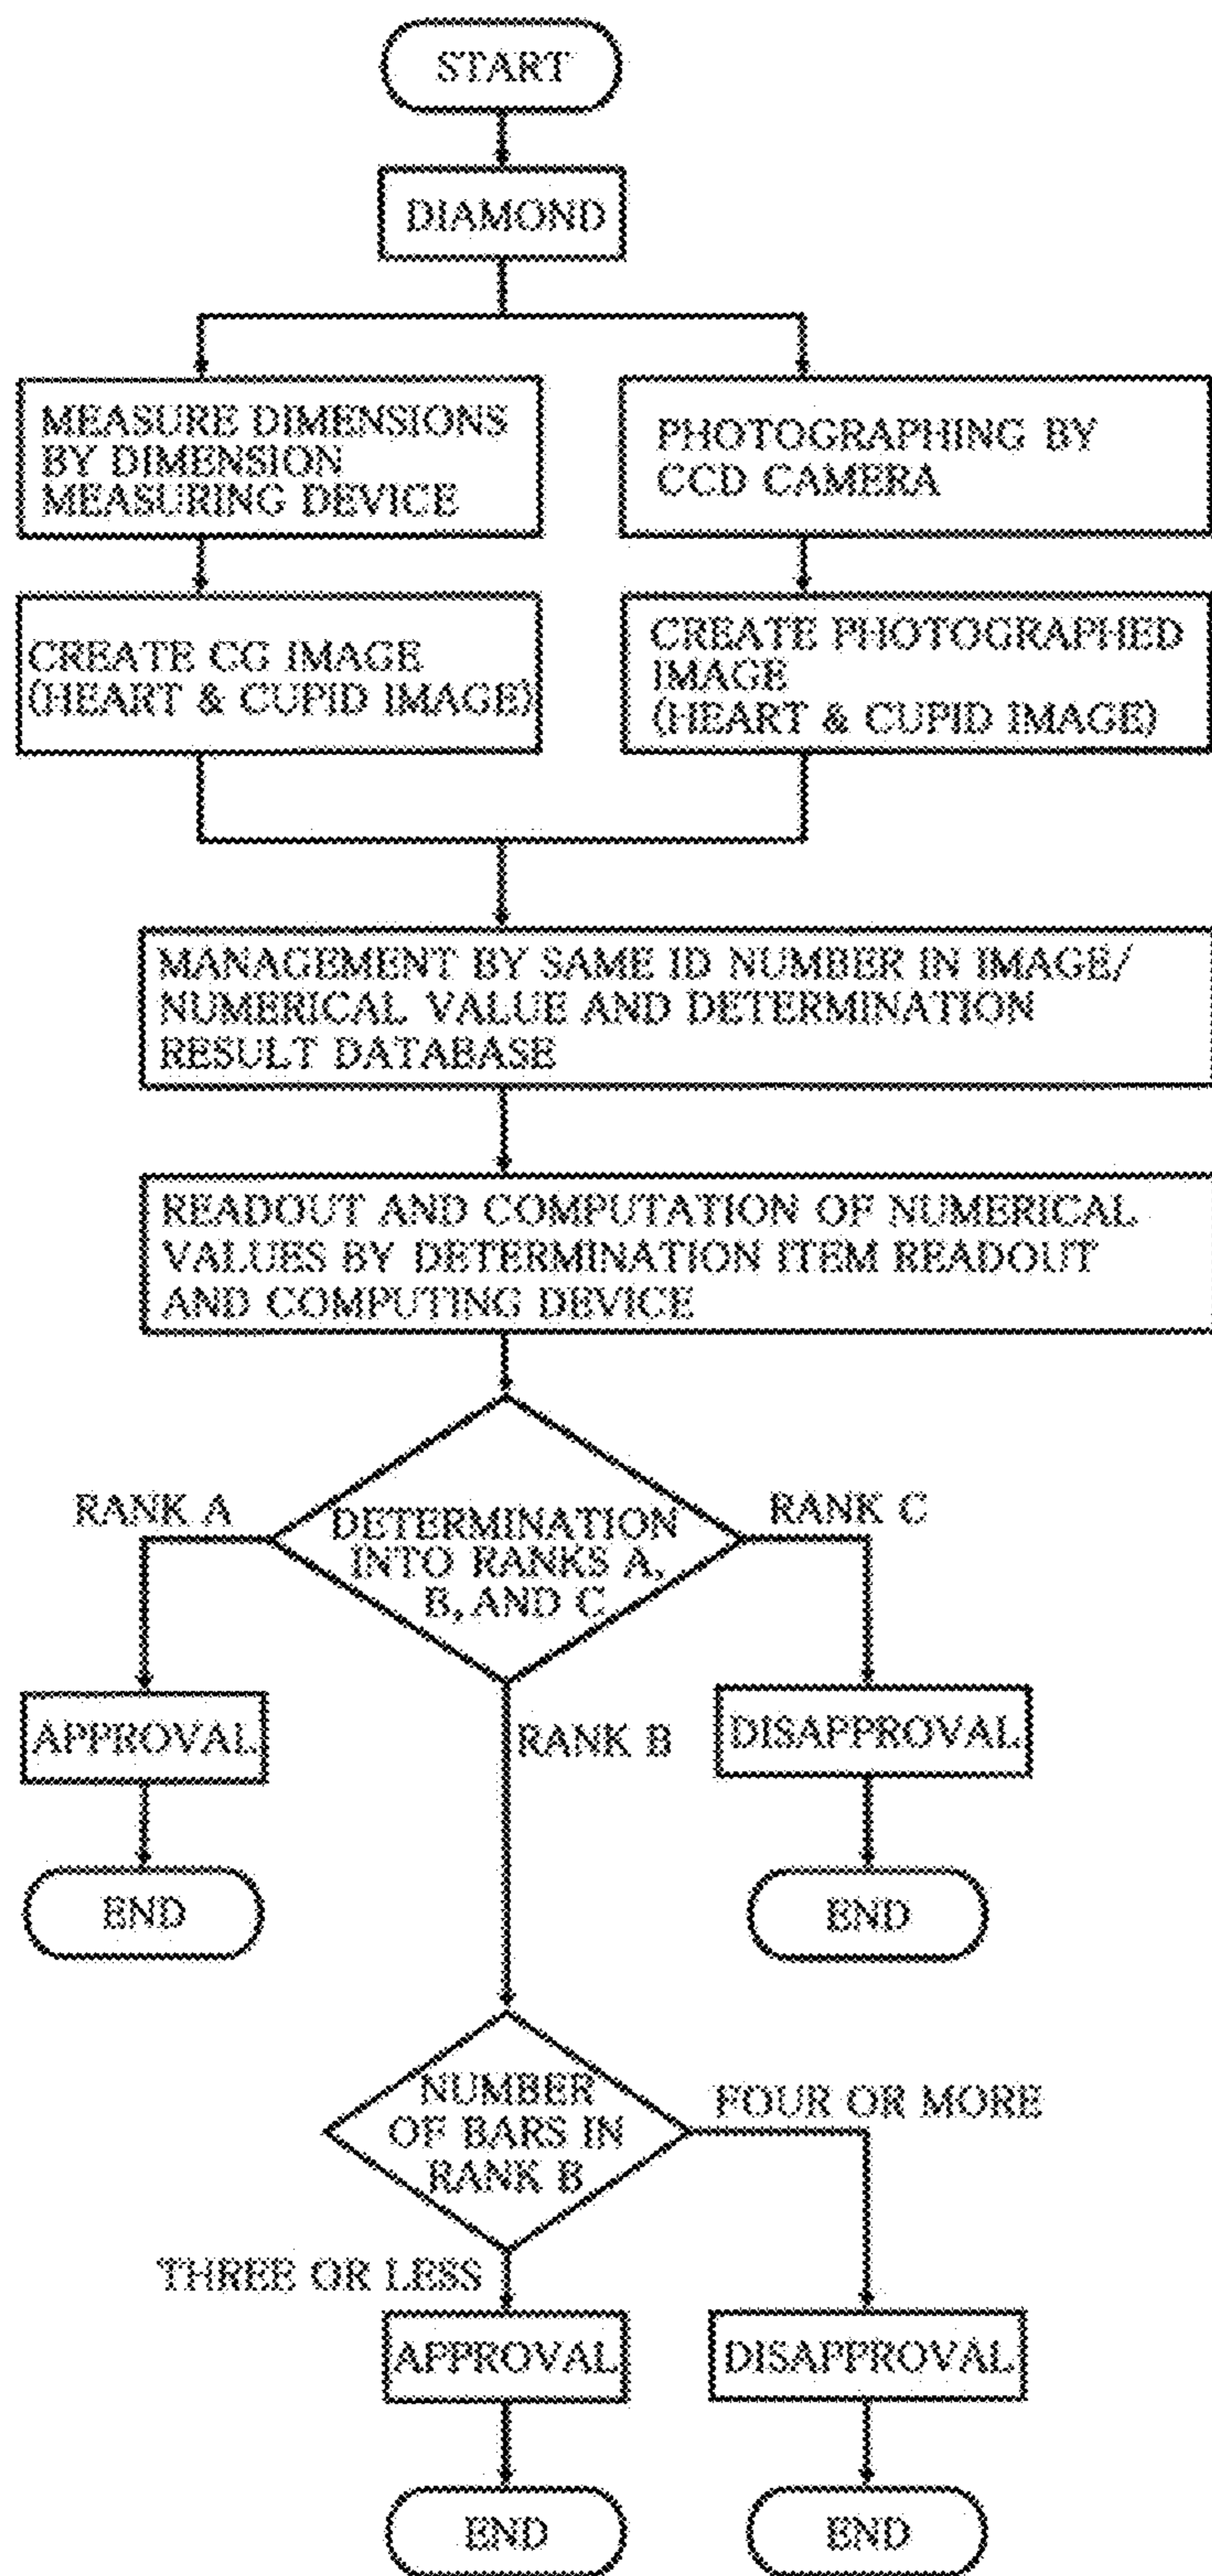 START
DIAMOND
MEASURE DIMENSIONS
BY DIMENSION
MEASURING DEVICE
PHOTOGRAPHING BY
CCD CAMERA
CREATE CG IMAGE
(HEART & CUPID IMAGE)
CREATE PHOTOGRAPHED
IMAGE
(HEART & CUPID IMAGE)
MANAGEMENT BY SAME ID NUMBER IN IMAGE/
NUMERICAL VALUE AND DETERMINATION
RESULT DATABASE
READOUT AND COMPUTATION OF NUMERICAL
VALUES BY DETERMINATION ITEM READOUT
AND COMPUTING DEVICE
RANK A
DETERMINATION
INTO RANKS A,
B, AND C
RANK C
APPROVAL
RANK B
DISAPPROVAL
END
END
NUMBER
OF BARS IN
RANK B
FOUR OR MORE
THREE OR LESS
APPROVAL
DISAPPROVAL
END
END